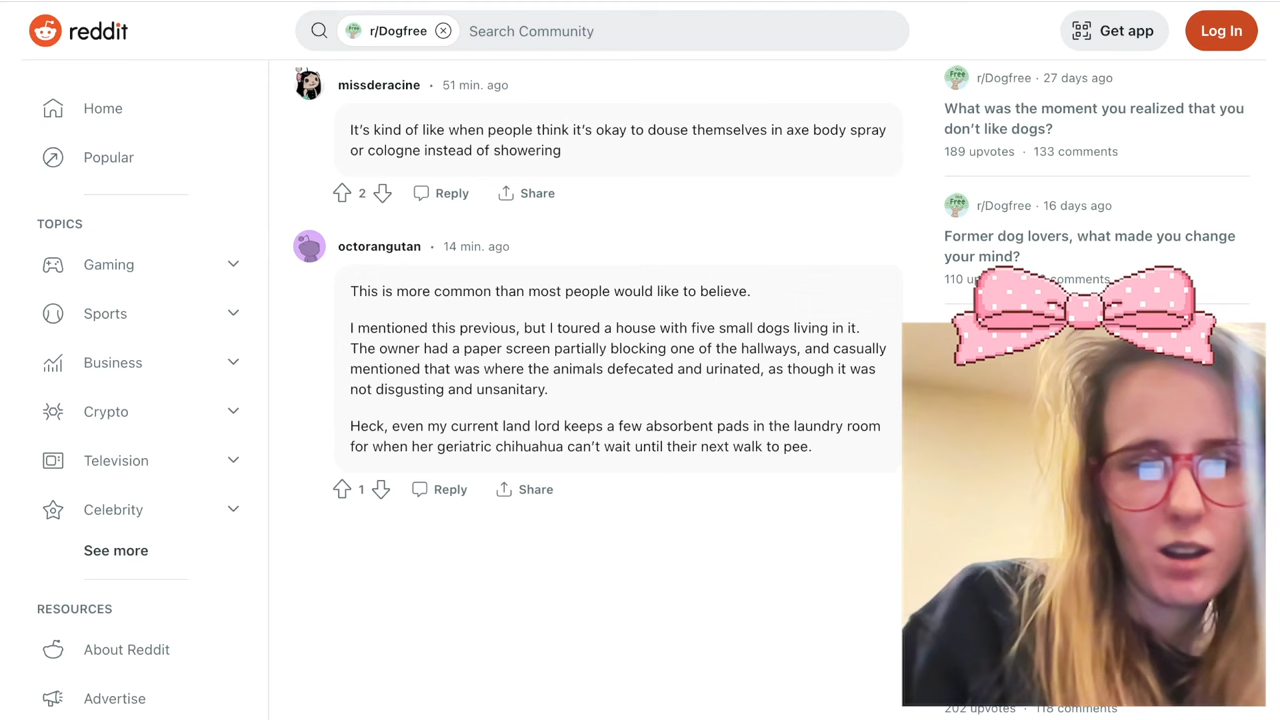 reddit
r/Dogfree
Search Community
Get app
Log In
Home
Popular
TOPICS
Gaming
Sports
Business
Crypto
Television
Celebrity
See more
RESOURCES
About Reddit
Advertise
missderacine · 51 min. ago
It’s kind of like when people think it’s okay to douse themselves in axe body spray
or cologne instead of showering
2 Reply Share
octorangutan · 14 min. ago
This is more common than most people would like to believe.
I mentioned this previous, but I toured a house with five small dogs living in it.
The owner had a paper screen partially blocking one of the hallways, and casually
mentioned that was where the animals defecated and urinated, as though it was
not disgusting and unsanitary.
Heck, even my current land lord keeps a few absorbent pads in the laundry room
for when her geriatric chihuahua can’t wait until their next walk to pee.
1 Reply Share
r/Dogfree · 27 days ago
What was the moment you realized that you
don’t like dogs?
189 upvotes · 133 comments
r/Dogfree · 16 days ago
Former dog lovers, what made you change
your mind?
110 comments
202 upvotes · 118 comments